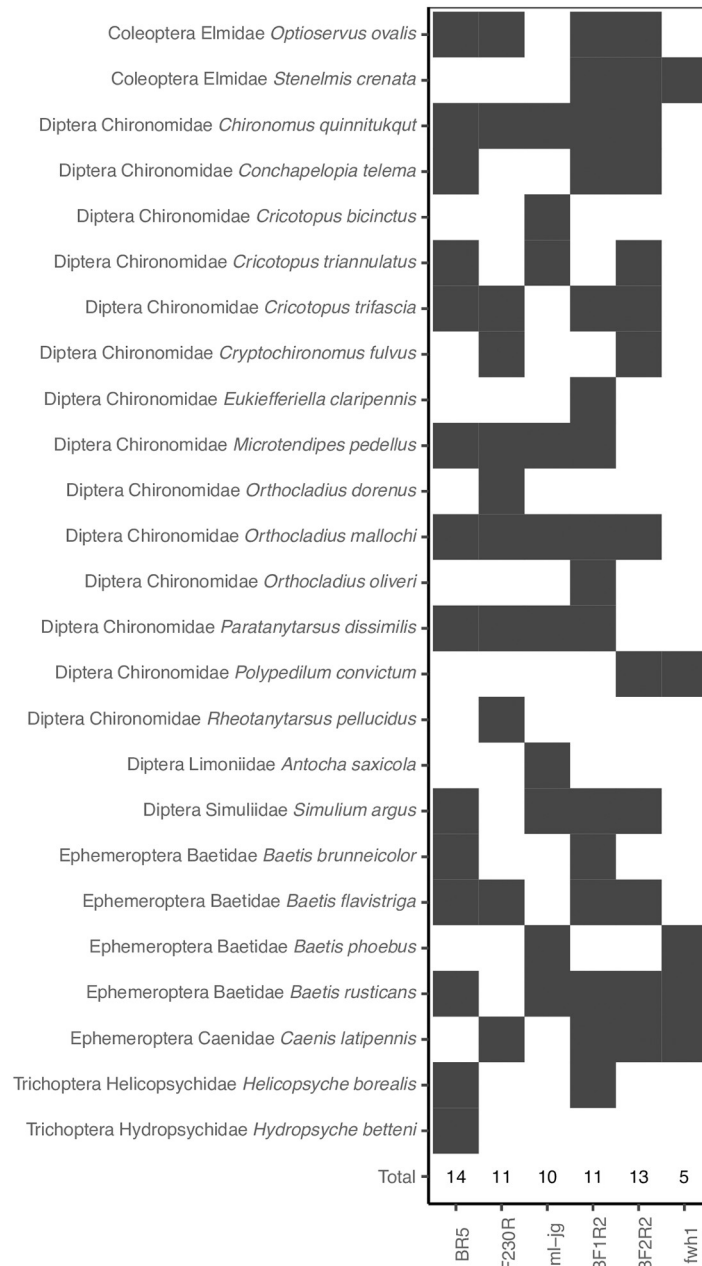 Coleoptera Elmidae Optioservus ovalis
Coleoptera Elmidae Stenelmis crenata
Diptera Chironomidae Chironomus quinnitukqut
Diptera Chironomidae Conchapelopia telema
Diptera Chironomidae Cricotopus bicinctus
Diptera Chironomidae Cricotopus triannulatus
Diptera Chironomidae Cricotopus trifascia
Diptera Chironomidae Cryptochironomus fulvus
Diptera Chironomidae Eukiefferiella claripennis
Diptera Chironomidae Microtendipes pedellus
Diptera Chironomidae Orthocladius dorenus
Diptera Chironomidae Orthocladius mallochi
Diptera Chironomidae Orthocladius oliveri
Diptera Chironomidae Paratanytarsus dissimilis
Diptera Chironomidae Polypedilum convictum
Diptera Chironomidae Rheotanytarsus pellucidus
Diptera Limoniidae Antocha saxicola
Diptera Simuliidae Simulium argus
Ephemeroptera Baetidae Baetis brunneicolor
Ephemeroptera Baetidae Baetis flavistriga
Ephemeroptera Baetidae Baetis phoebus
Ephemeroptera Baetidae Baetis rusticans
Ephemeroptera Caenidae Caenis latipennis
Trichoptera Helicopsychidae Helicopsyche borealis
Trichoptera Hydropsychidae Hydropsyche betteni
Total 14 11 10 11 13 5
BR5
F230R
ml-jg
BF1R2
BF2R2
fwh1